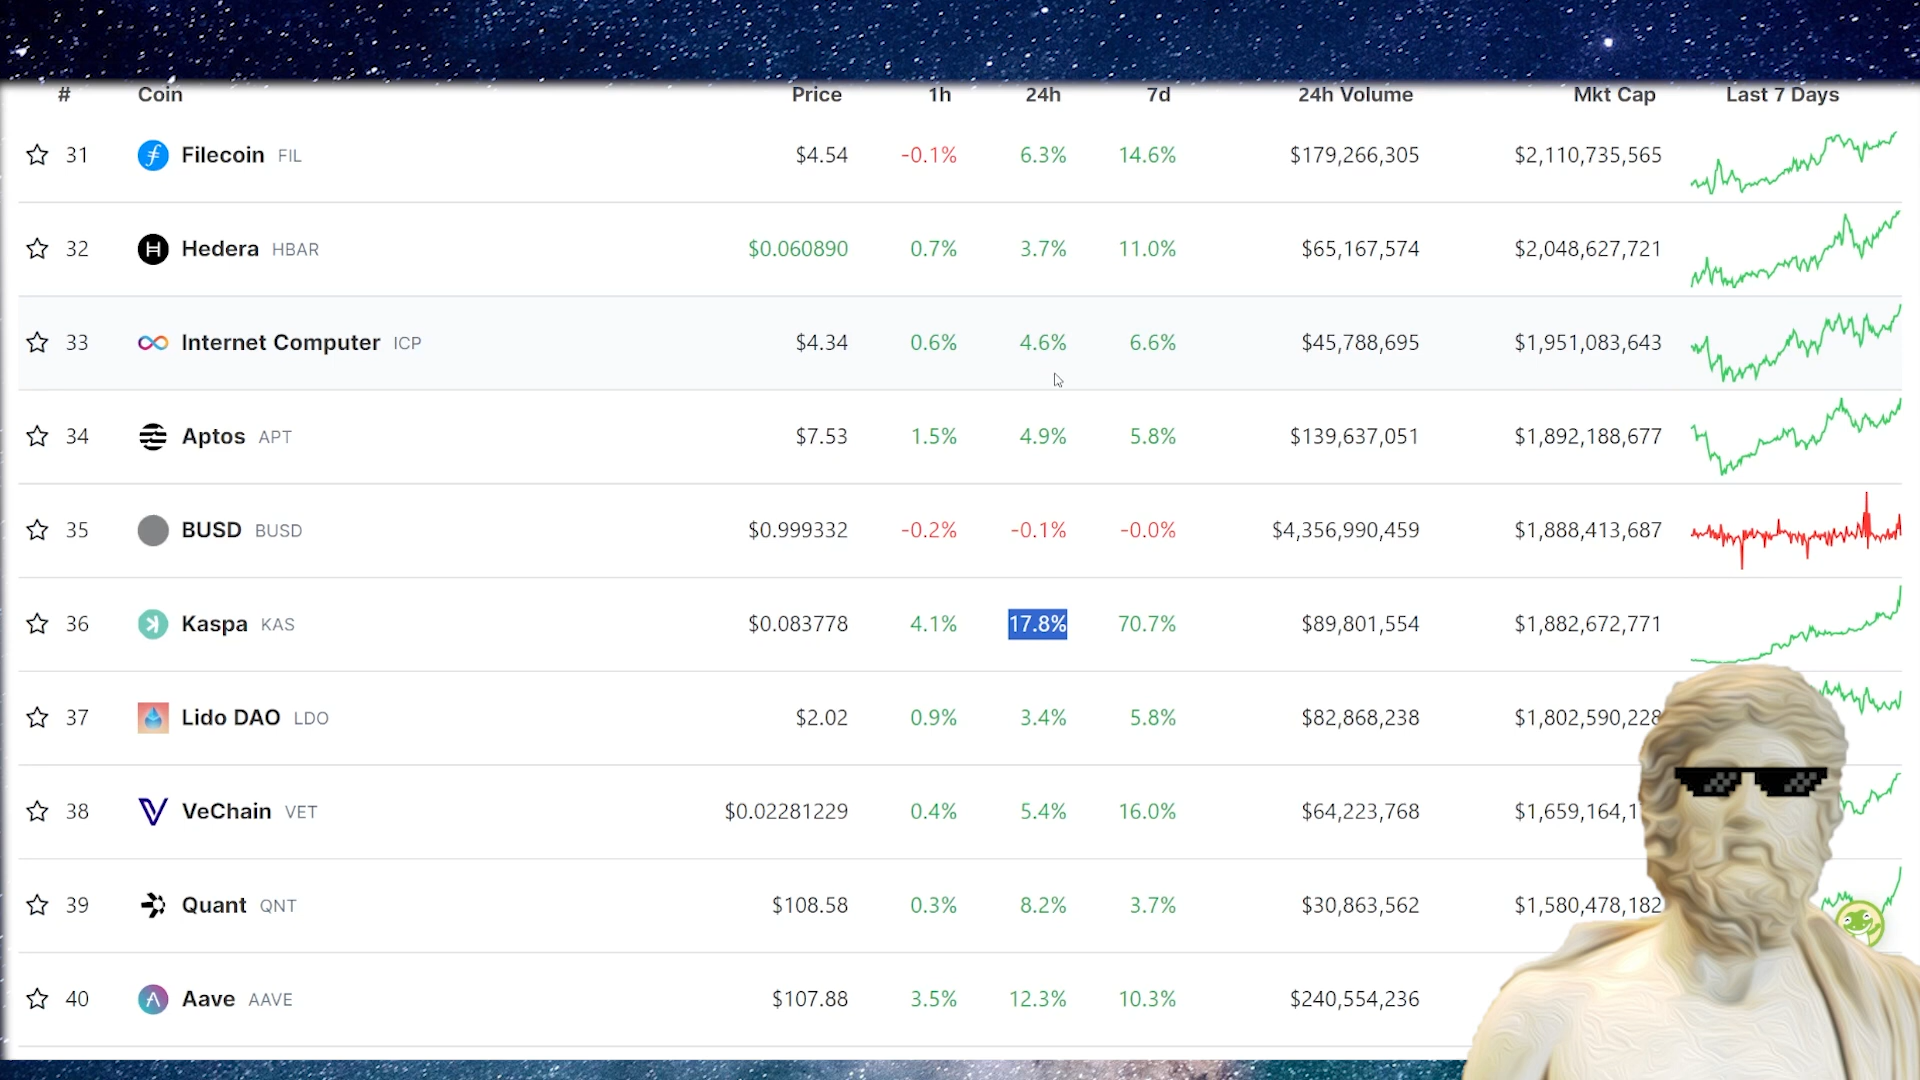 # Coin Price 1h 24h 7d 24h Volume Mkt Cap Last 7 Days
31 Filecoin FIL $4.54 -0.1% 6.3% 14.6% $179,266,305 $2,110,735,565
32 Hedera HBAR $0.060890 0.7% 3.7% 11.0% $65,167,574 $2,048,627,721
33 Internet Computer ICP $4.34 0.6% 4.6% 6.6% $45,788,695 $1,951,083,643
34 Aptos APT $7.53 1.5% 4.9% 5.8% $139,637,051 $1,892,188,677
35 BUSD BUSD $0.999332 -0.2% -0.1% -0.0% $4,356,990,459 $1,888,413,687
36 Kaspa KAS $0.083778 4.1% 17.8% 70.7% $89,801,554 $1,882,672,771
37 Lido DAO LDO $2.02 0.9% 3.4% 5.8% $82,868,238 $1,802,590,228
38 VeChain VET $0.02281229 0.4% 5.4% 16.0% $64,223,768
39 Quant QNT $108.58 0.3% 8.2% 3.7% $30,863,562 $1,580,478,182
40 Aave AAVE $107.88 3.5% 12.3% 10.3% $240,554,236